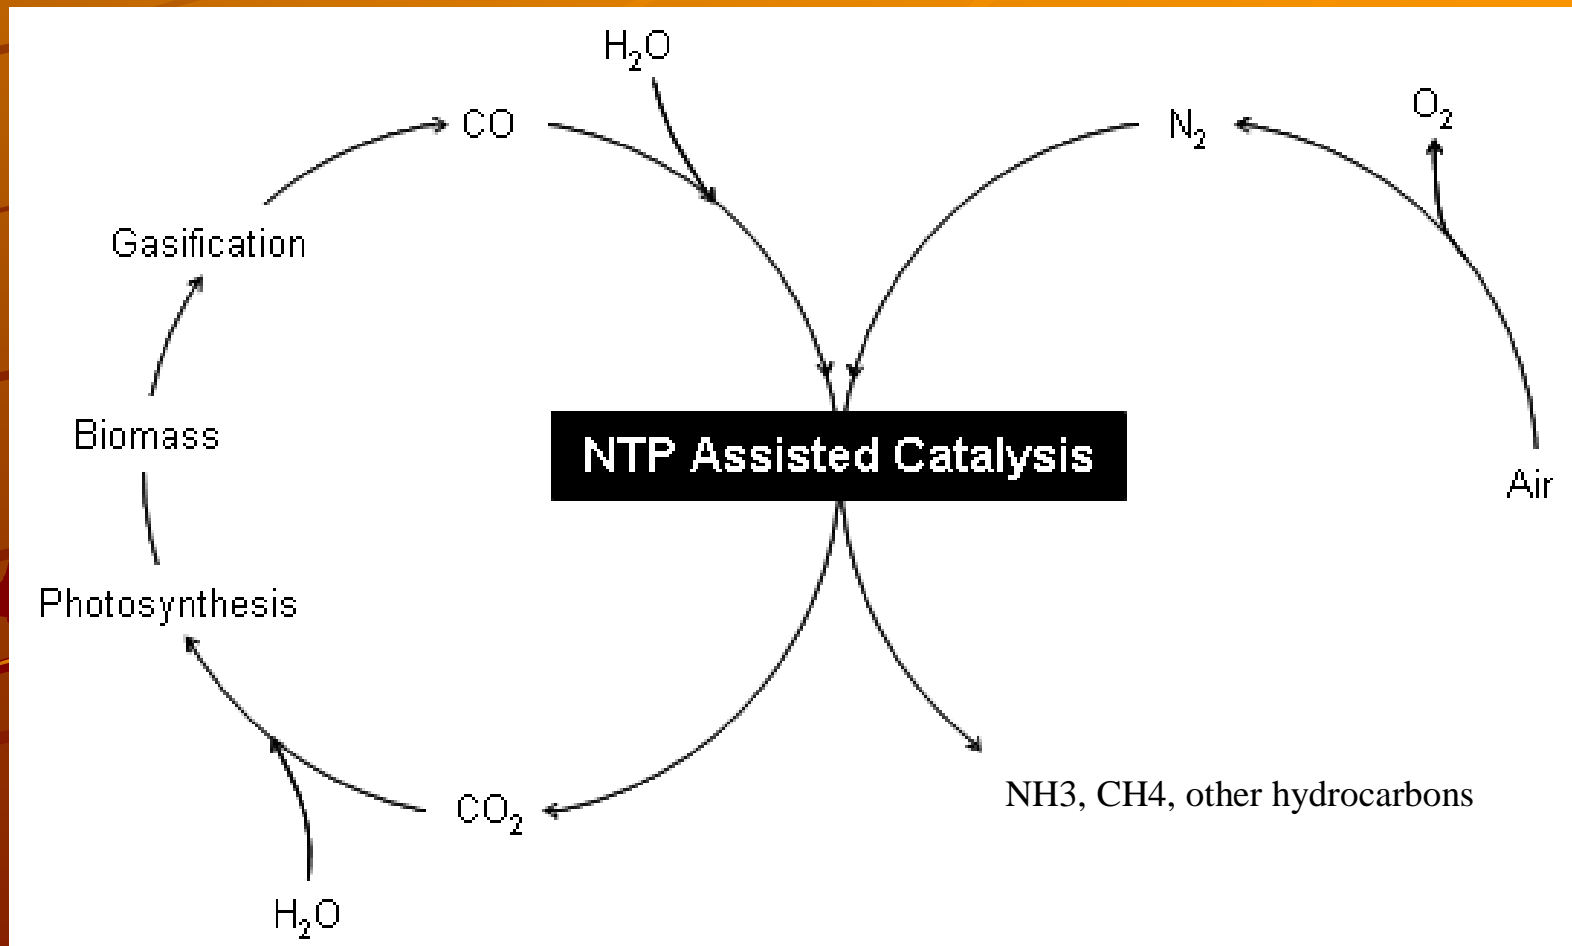 H₂O
CO
N₂
O₂
Gasification
Biomass
NTP Assisted Catalysis
Air
Photosynthesis
CO₂
NH3, CH4, other hydrocarbons
H₂O